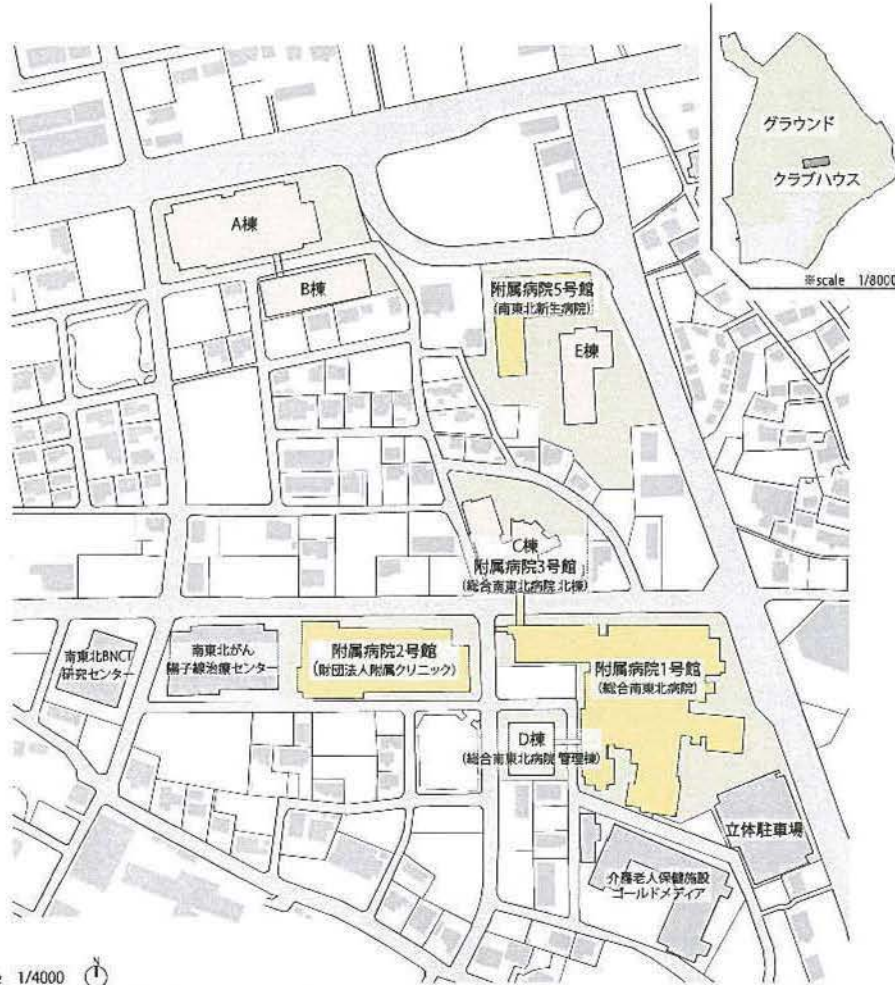 グラウンド
クラブハウス
※scale 1/8000
A棟
B棟
附属病院5号館
(南東北新生病院)
E棟
C棟
附属病院3号館
(総合南東北病院 北棟)
南東北BNCT
研究センター
南東北がん
陽子線治療センター
附属病院2号館
(財団法人附属クリニック)
附属病院1号館
(総合南東北病院)
D棟
(総合南東北病院 管理棟)
立体駐車場
介護老人保健施設
ゴールドメディア
1/4000
N